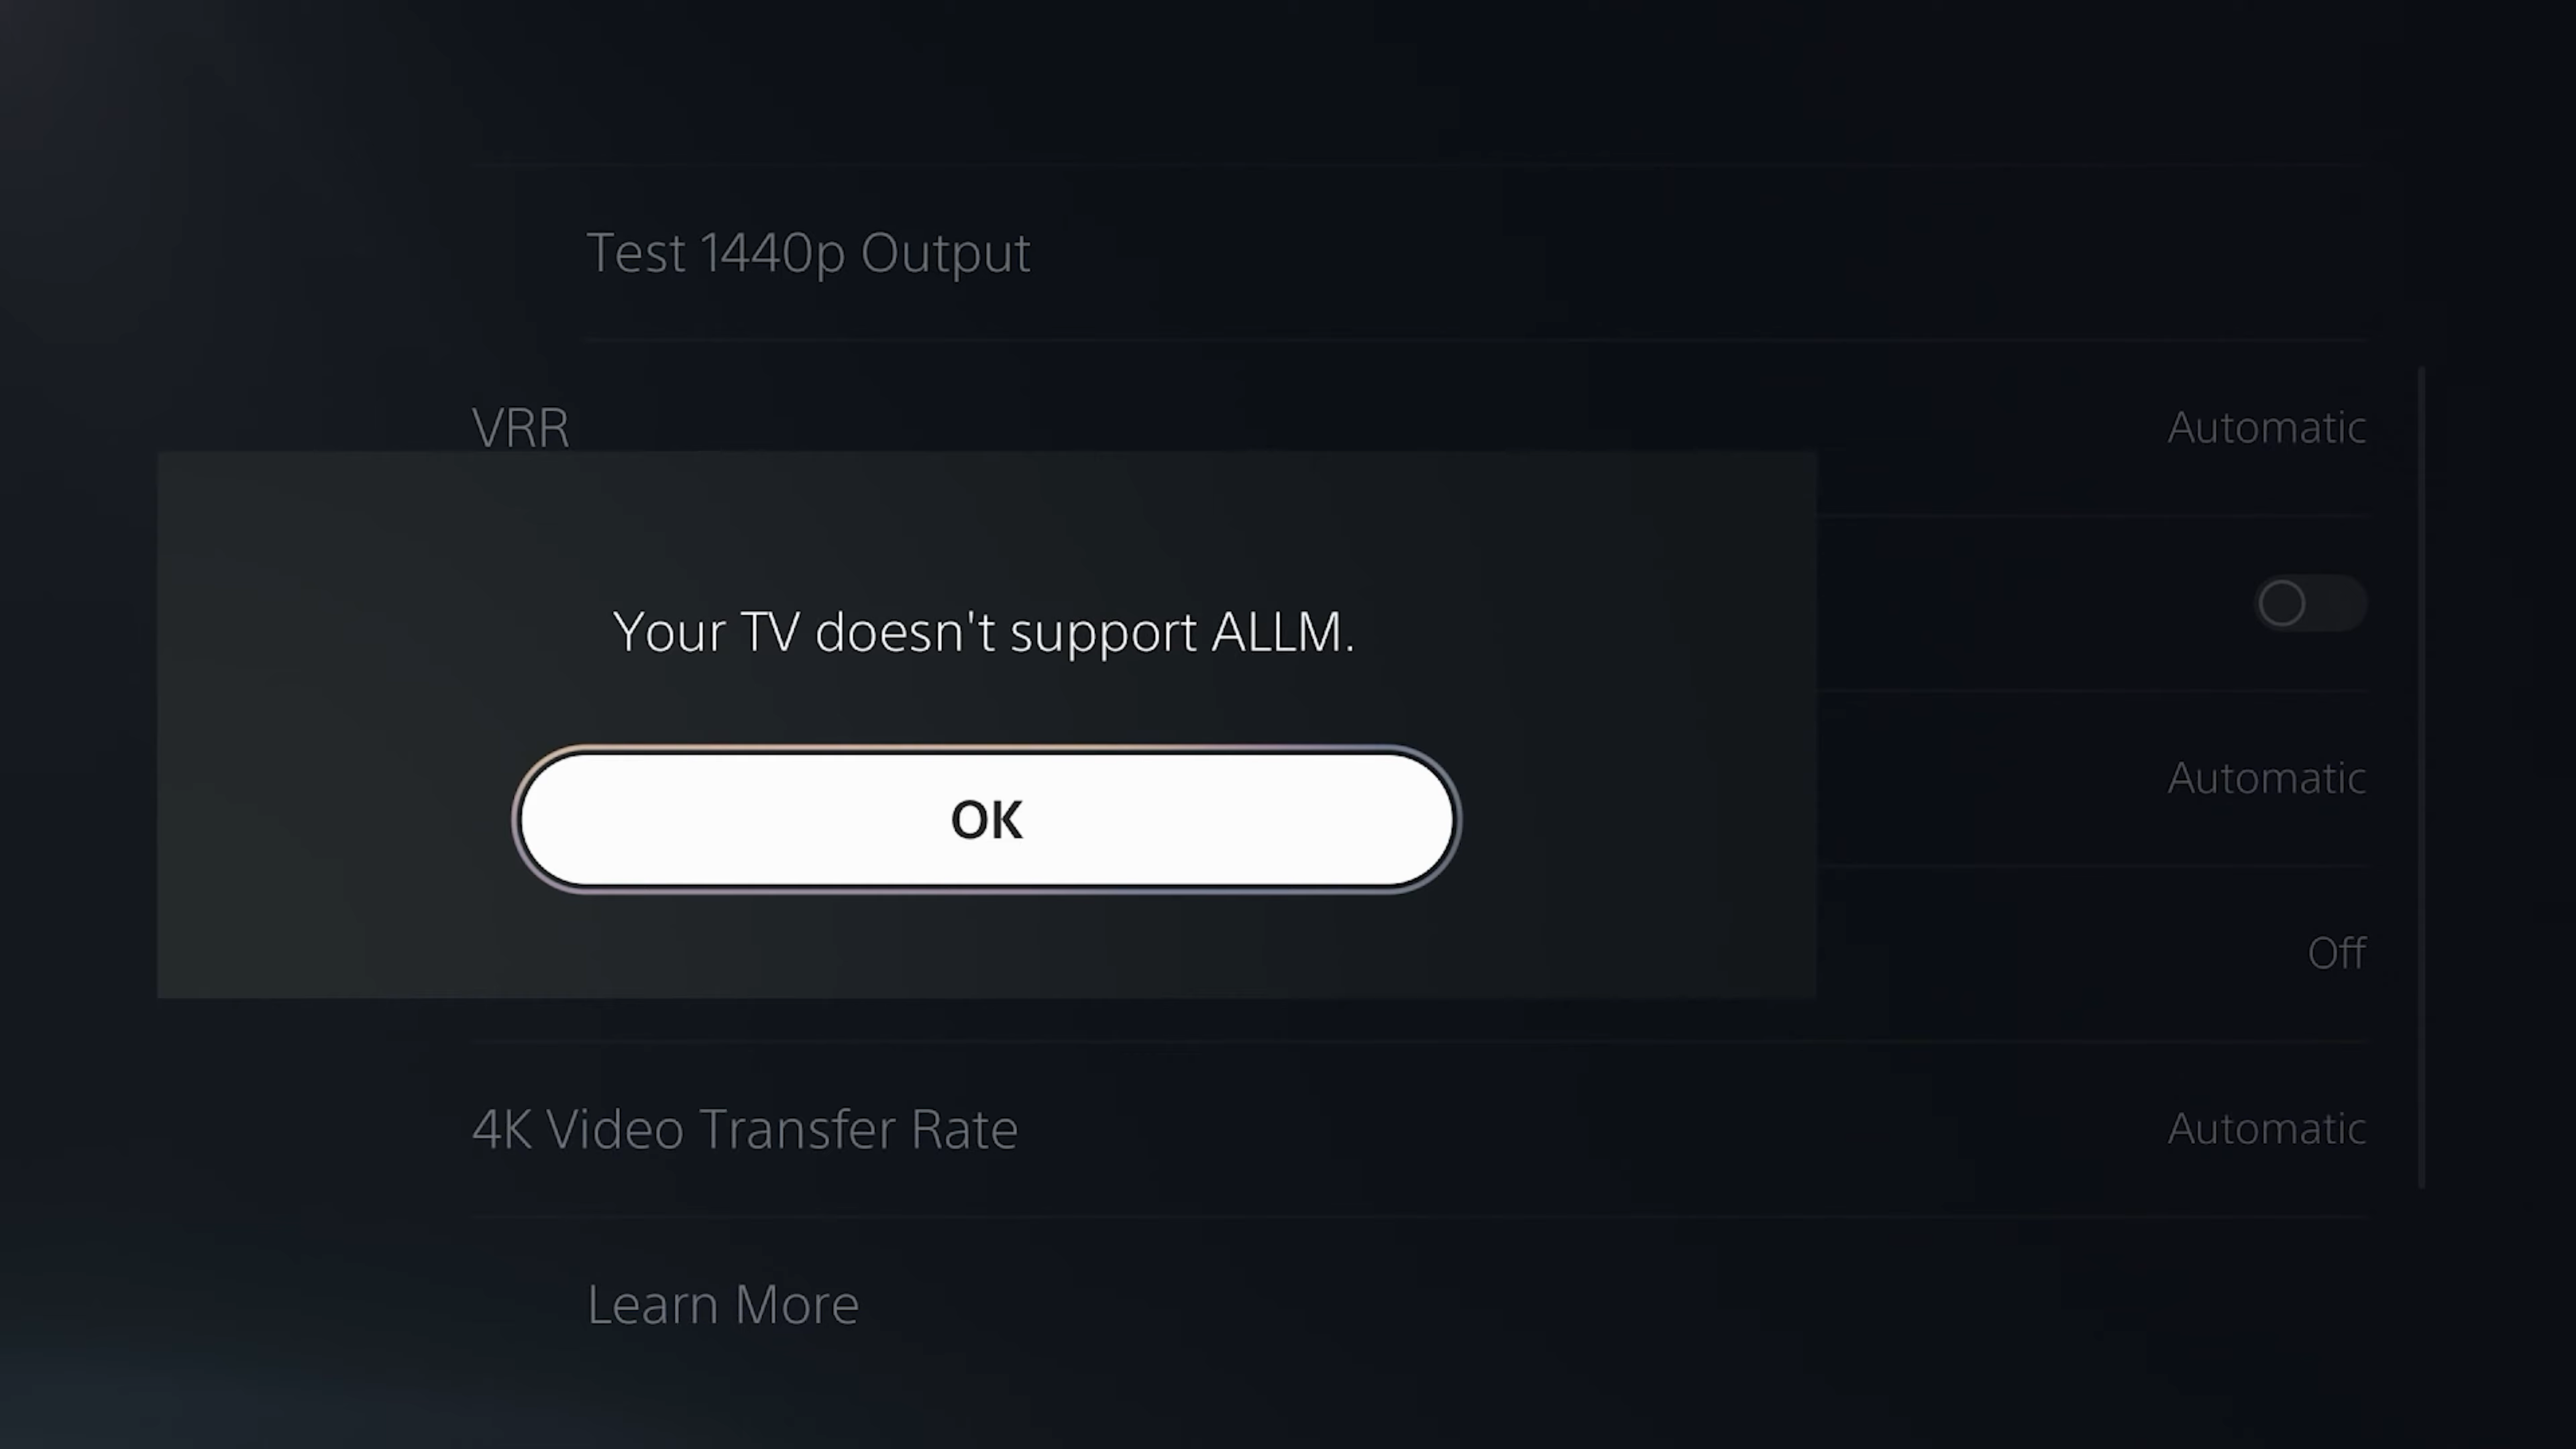 Test 1440p Output
VRR
Automatic
Your TV doesn't support ALLM.
Automatic
OK
Off
4K Video Transfer Rate
Automatic
Learn More